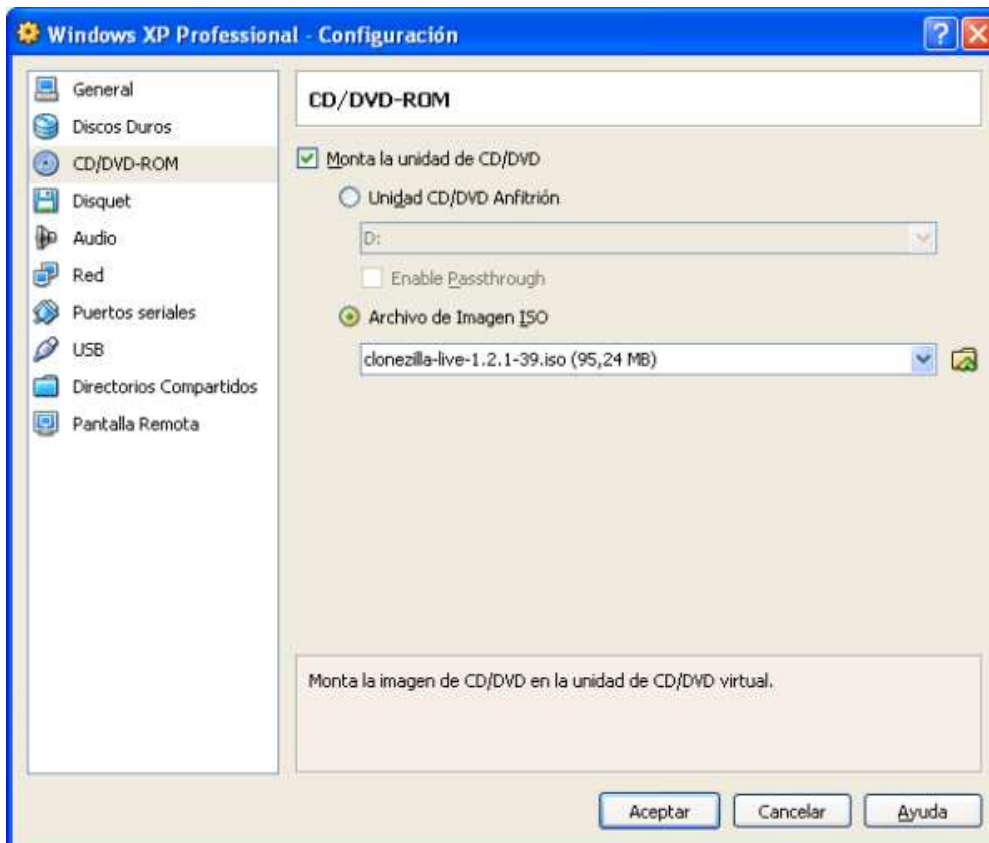 Windows XP Professional - Configuración
General
Discos Duros
CD/DVD-ROM
Disquet
Audio
Red
Puertos seriales
USB
Directorios Compartidos
Pantalla Remota
CD/DVD-ROM
Monta la unidad de CD/DVD
Unidad CD/DVD Anfitrión
D:
Enable Passthrough
Archivo de Imagen ISO
clonezilla-live-1.2.1-39.iso (95,24 MB)
Monta la imagen de CD/DVD en la unidad de CD/DVD virtual.
Aceptar
Cancelar
Ayuda